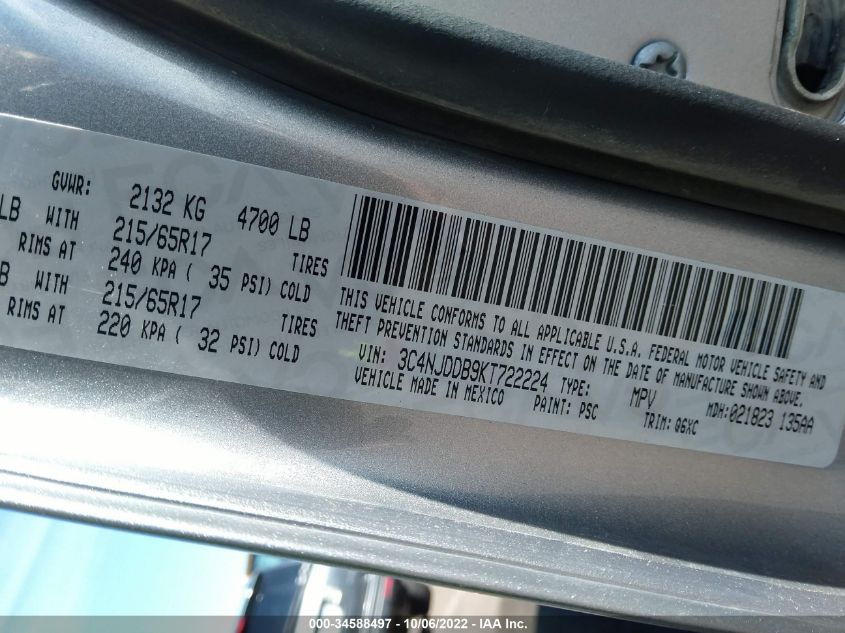 GVWR: 2132 KG 4700 LB
LB WITH 215/65R17 TIRES
RIMS AT 240 KPA ( 35 PSI) COLD
B WITH 215/65R17 TIRES
RIMS AT 220 KPA ( 32 PSI) COLD
THIS VEHICLE CONFORMS TO ALL APPLICABLE U.S.A. FEDERAL MOTOR VEHICLE SAFETY AND
THEFT PREVENTION STANDARDS IN EFFECT ON THE DATE OF MANUFACTURE SHOWN ABOVE.
VIN: 3C4NJDDB9KT722224 TYPE: MPV MDH:021823 135AA
VEHICLE MADE IN MEXICO PAINT: PSC TRIM: Q6XC
000-34588497 - 10/06/2022 - IAA Inc.